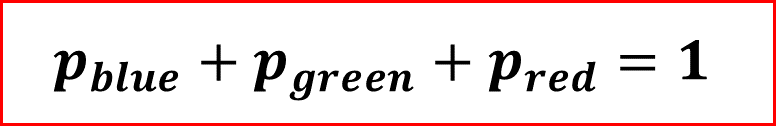 p_blue + p_green + p_red = 1